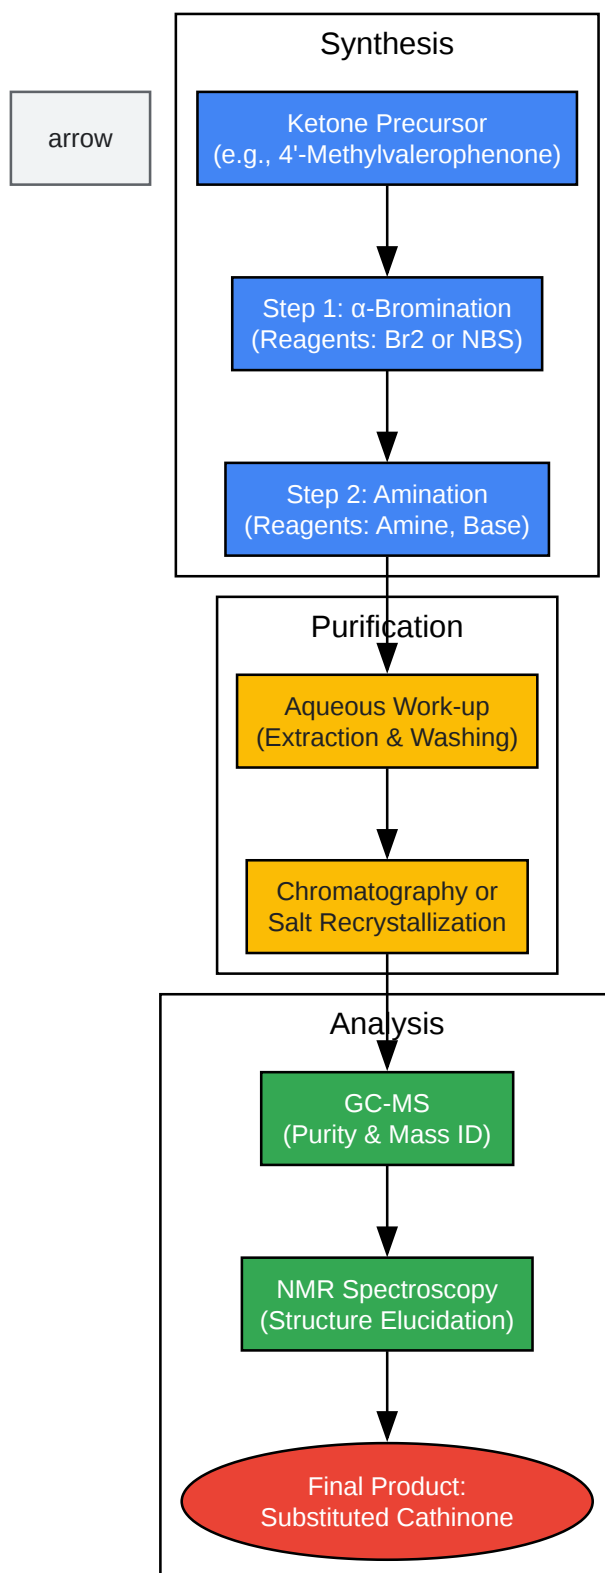 Synthesis
arrow
Ketone Precursor
(e.g., 4'-Methylvalerophenone)
Step 1: α-Bromination
(Reagents: Br2 or NBS)
Step 2: Amination
(Reagents: Amine, Base)
Purification
Aqueous Work-up
(Extraction & Washing)
Chromatography or
Salt Recrystallization
Analysis
GC-MS
(Purity & Mass ID)
NMR Spectroscopy
(Structure Elucidation)
Final Product:
Substituted Cathinone